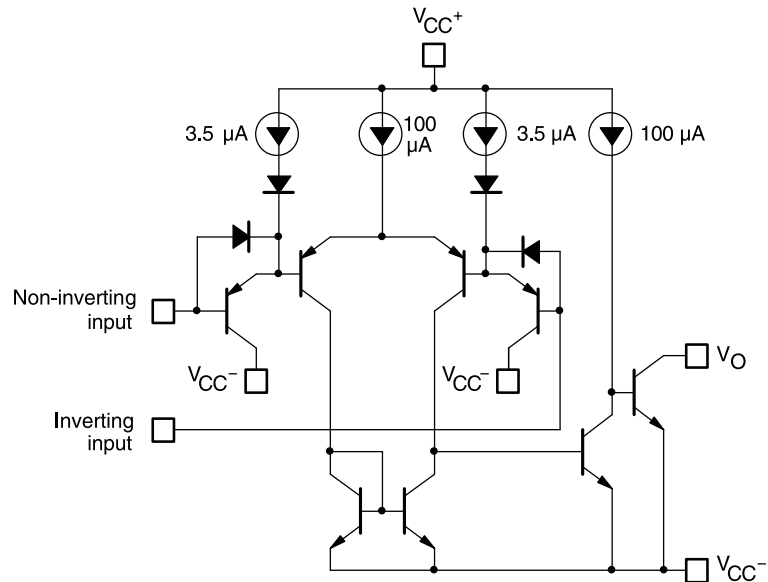 VCC+
3.5 µA
100
µA
3.5 µA
100 µA
Non-inverting
input
VCC−
VCC−
VO
Inverting
input
VCC−